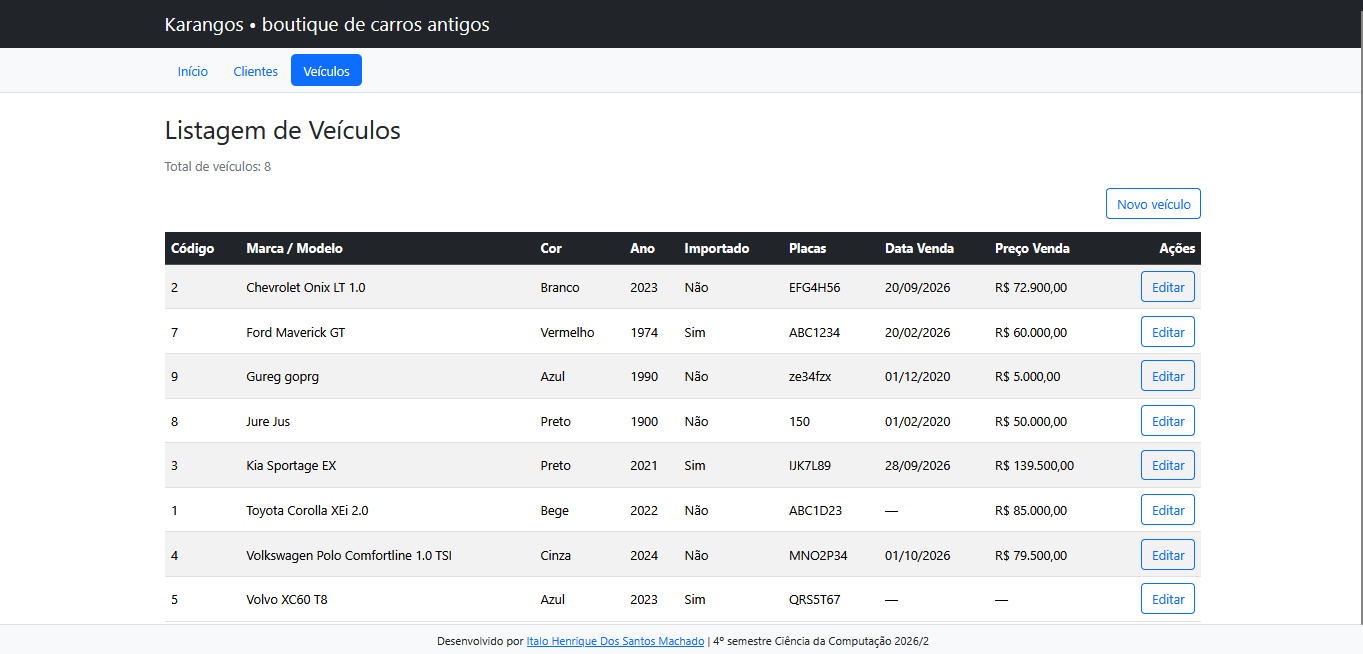 Karangos • boutique de carros antigos
Início Clientes Veículos
Listagem de Veículos
Total de veículos: 8
Novo veículo
Código Marca / Modelo Cor Ano Importado Placas Data Venda Preço Venda Ações
2 Chevrolet Onix LT 1.0 Branco 2023 Não EFG4H56 20/09/2026 R$ 72.900,00 Editar
7 Ford Maverick GT Vermelho 1974 Sim ABC1234 20/02/2026 R$ 60.000,00 Editar
9 Gureg goprg Azul 1990 Não ze34fzx 01/12/2020 R$ 5.000,00 Editar
8 Jure Jus Preto 1900 Não 150 01/02/2020 R$ 50.000,00 Editar
3 Kia Sportage EX Preto 2021 Sim IJK7L89 28/09/2026 R$ 139.500,00 Editar
1 Toyota Corolla XEi 2.0 Bege 2022 Não ABC1D23 — R$ 85.000,00 Editar
4 Volkswagen Polo Comfortline 1.0 TSI Cinza 2024 Não MNO2P34 01/10/2026 R$ 79.500,00 Editar
5 Volvo XC60 T8 Azul 2023 Sim QRS5T67 — — Editar
Desenvolvido por Italo Henrique Dos Santos Machado | 4º semestre Ciência da Computação 2026/2